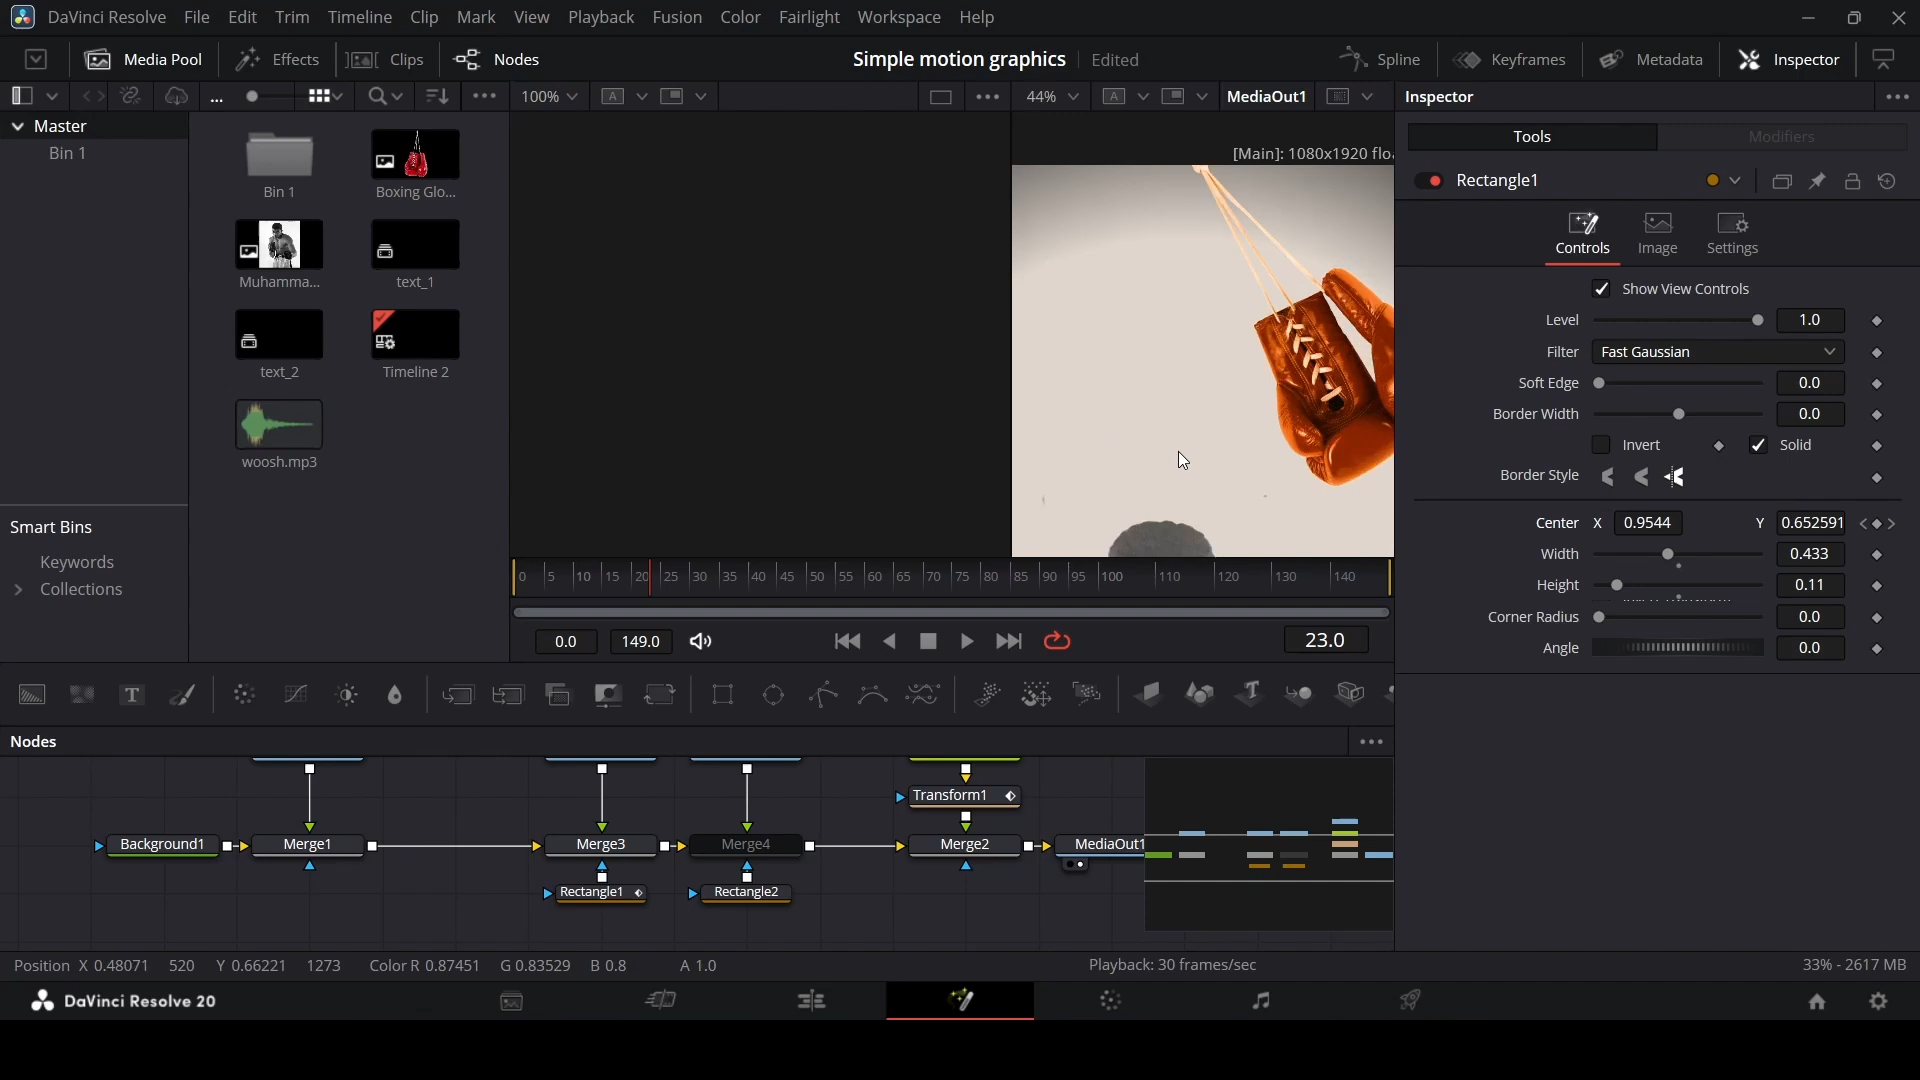 DaVinci Resolve File Edit Trim Timeline Clip Mark View Playback Fusion Color Fairlight Workspace Help
Media Pool Effects Clips Nodes Simple motion graphics Edited Spline Keyframes Metadata Inspector
... 100% A 44% A MediaOut1 Inspector
Master
Bin 1
Bin 1
Boxing Glo...
Muhamma...
text_1
text_2
Timeline 2
woosh.mp3
Smart Bins
Keywords
Collections
[Main]: 1080x1920 floa
0 5 10 15 20 25 30 35 40 45 50 55 60 65 70 75 80 85 90 95 100 110 120 130 140
0.0 149.0 23.0
Tools Modifiers
Rectangle1
Controls Image Settings
Show View Controls
Level 1.0
Filter Fast Gaussian
Soft Edge 0.0
Border Width 0.0
Invert Solid
Border Style
Center X 0.9544 Y 0.652591
Width 0.433
Height 0.11
Corner Radius 0.0
Angle 0.0
T T
Nodes
Transform1
Background1 Merge1 Merge3 Merge4 Merge2 MediaOut1
Rectangle1 Rectangle2
Position X 0.48071 520 Y 0.66221 1273 Color R 0.87451 G 0.83529 B 0.8 A 1.0 Playback: 30 frames/sec 33% - 2617 MB
DaVinci Resolve 20